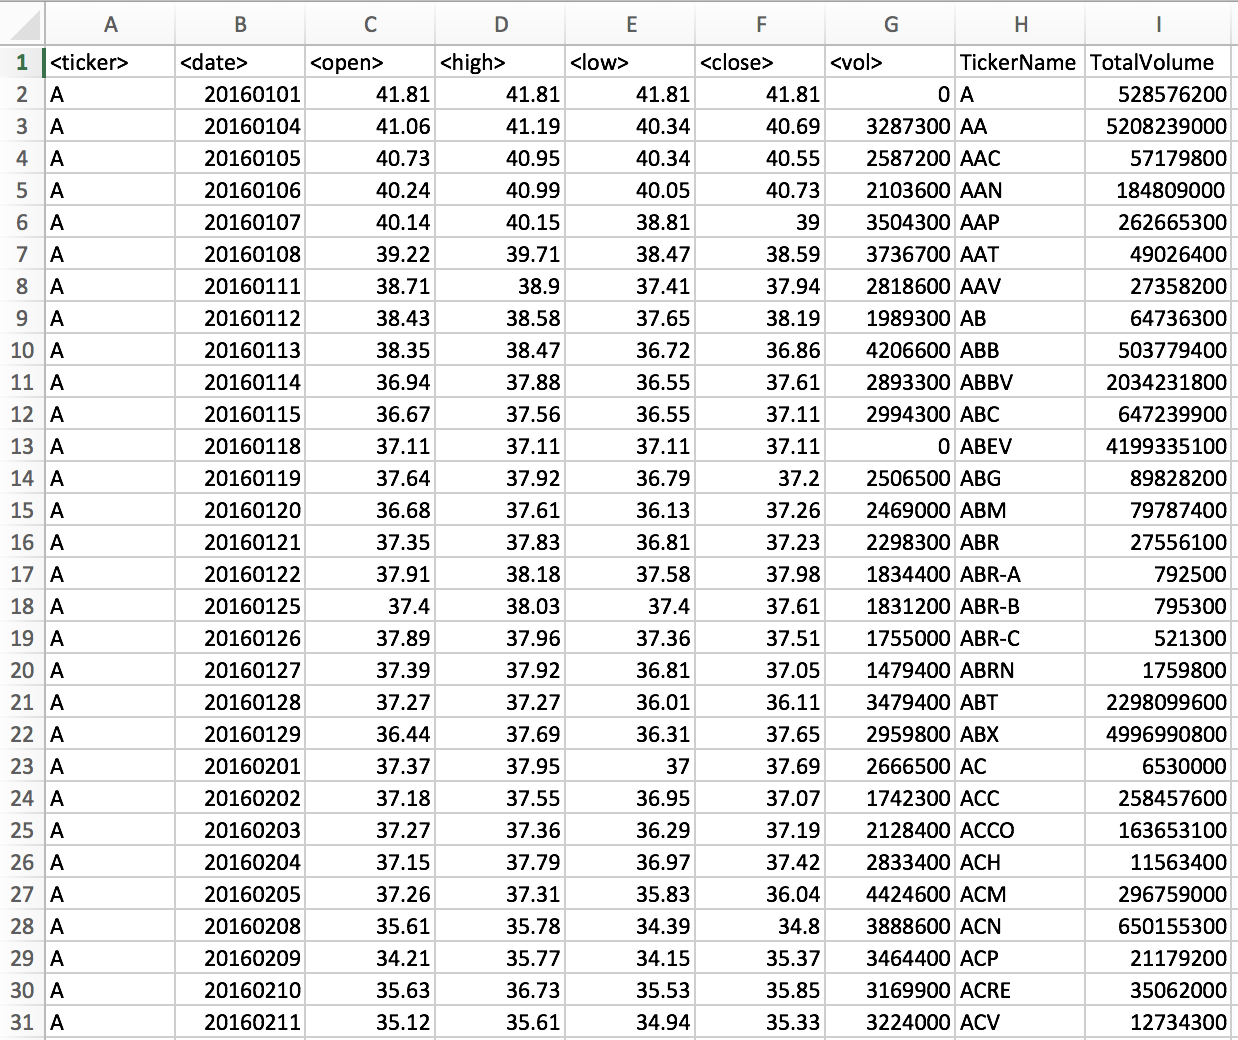 A B C D E F G H I
1 <ticker> <date> <open> <high> <low> <close> <vol> TickerName TotalVolume
2 A 20160101 41.81 41.81 41.81 41.81 0 A 528576200
3 A 20160104 41.06 41.19 40.34 40.69 3287300 AA 5208239000
4 A 20160105 40.73 40.95 40.34 40.55 2587200 AAC 57179800
5 A 20160106 40.24 40.99 40.05 40.73 2103600 AAN 184809000
6 A 20160107 40.14 40.15 38.81 39 3504300 AAP 262665300
7 A 20160108 39.22 39.71 38.47 38.59 3736700 AAT 49026400
8 A 20160111 38.71 38.9 37.41 37.94 2818600 AAV 27358200
9 A 20160112 38.43 38.58 37.65 38.19 1989300 AB 64736300
10 A 20160113 38.35 38.47 36.72 36.86 4206600 ABB 503779400
11 A 20160114 36.94 37.88 36.55 37.61 2893300 ABBV 2034231800
12 A 20160115 36.67 37.56 36.55 37.11 2994300 ABC 647239900
13 A 20160118 37.11 37.11 37.11 37.11 0 ABEV 4199335100
14 A 20160119 37.64 37.92 36.79 37.2 2506500 ABG 89828200
15 A 20160120 36.68 37.61 36.13 37.26 2469000 ABM 79787400
16 A 20160121 37.35 37.83 36.81 37.23 2298300 ABR 27556100
17 A 20160122 37.91 38.18 37.58 37.98 1834400 ABR-A 792500
18 A 20160125 37.4 38.03 37.4 37.61 1831200 ABR-B 795300
19 A 20160126 37.89 37.96 37.36 37.51 1755000 ABR-C 521300
20 A 20160127 37.39 37.92 36.81 37.05 1479400 ABRN 1759800
21 A 20160128 37.27 37.27 36.01 36.11 3479400 ABT 2298099600
22 A 20160129 36.44 37.69 36.31 37.65 2959800 ABX 4996990800
23 A 20160201 37.37 37.95 37 37.69 2666500 AC 6530000
24 A 20160202 37.18 37.55 36.95 37.07 1742300 ACC 258457600
25 A 20160203 37.27 37.36 36.29 37.19 2128400 ACCO 163653100
26 A 20160204 37.15 37.79 36.97 37.42 2833400 ACH 11563400
27 A 20160205 37.26 37.31 35.83 36.04 4424600 ACM 296759000
28 A 20160208 35.61 35.78 34.39 34.8 3888600 ACN 650155300
29 A 20160209 34.21 35.77 34.15 35.37 3464400 ACP 21179200
30 A 20160210 35.63 36.73 35.53 35.85 3169900 ACRE 35062000
31 A 20160211 35.12 35.61 34.94 35.33 3224000 ACV 12734300